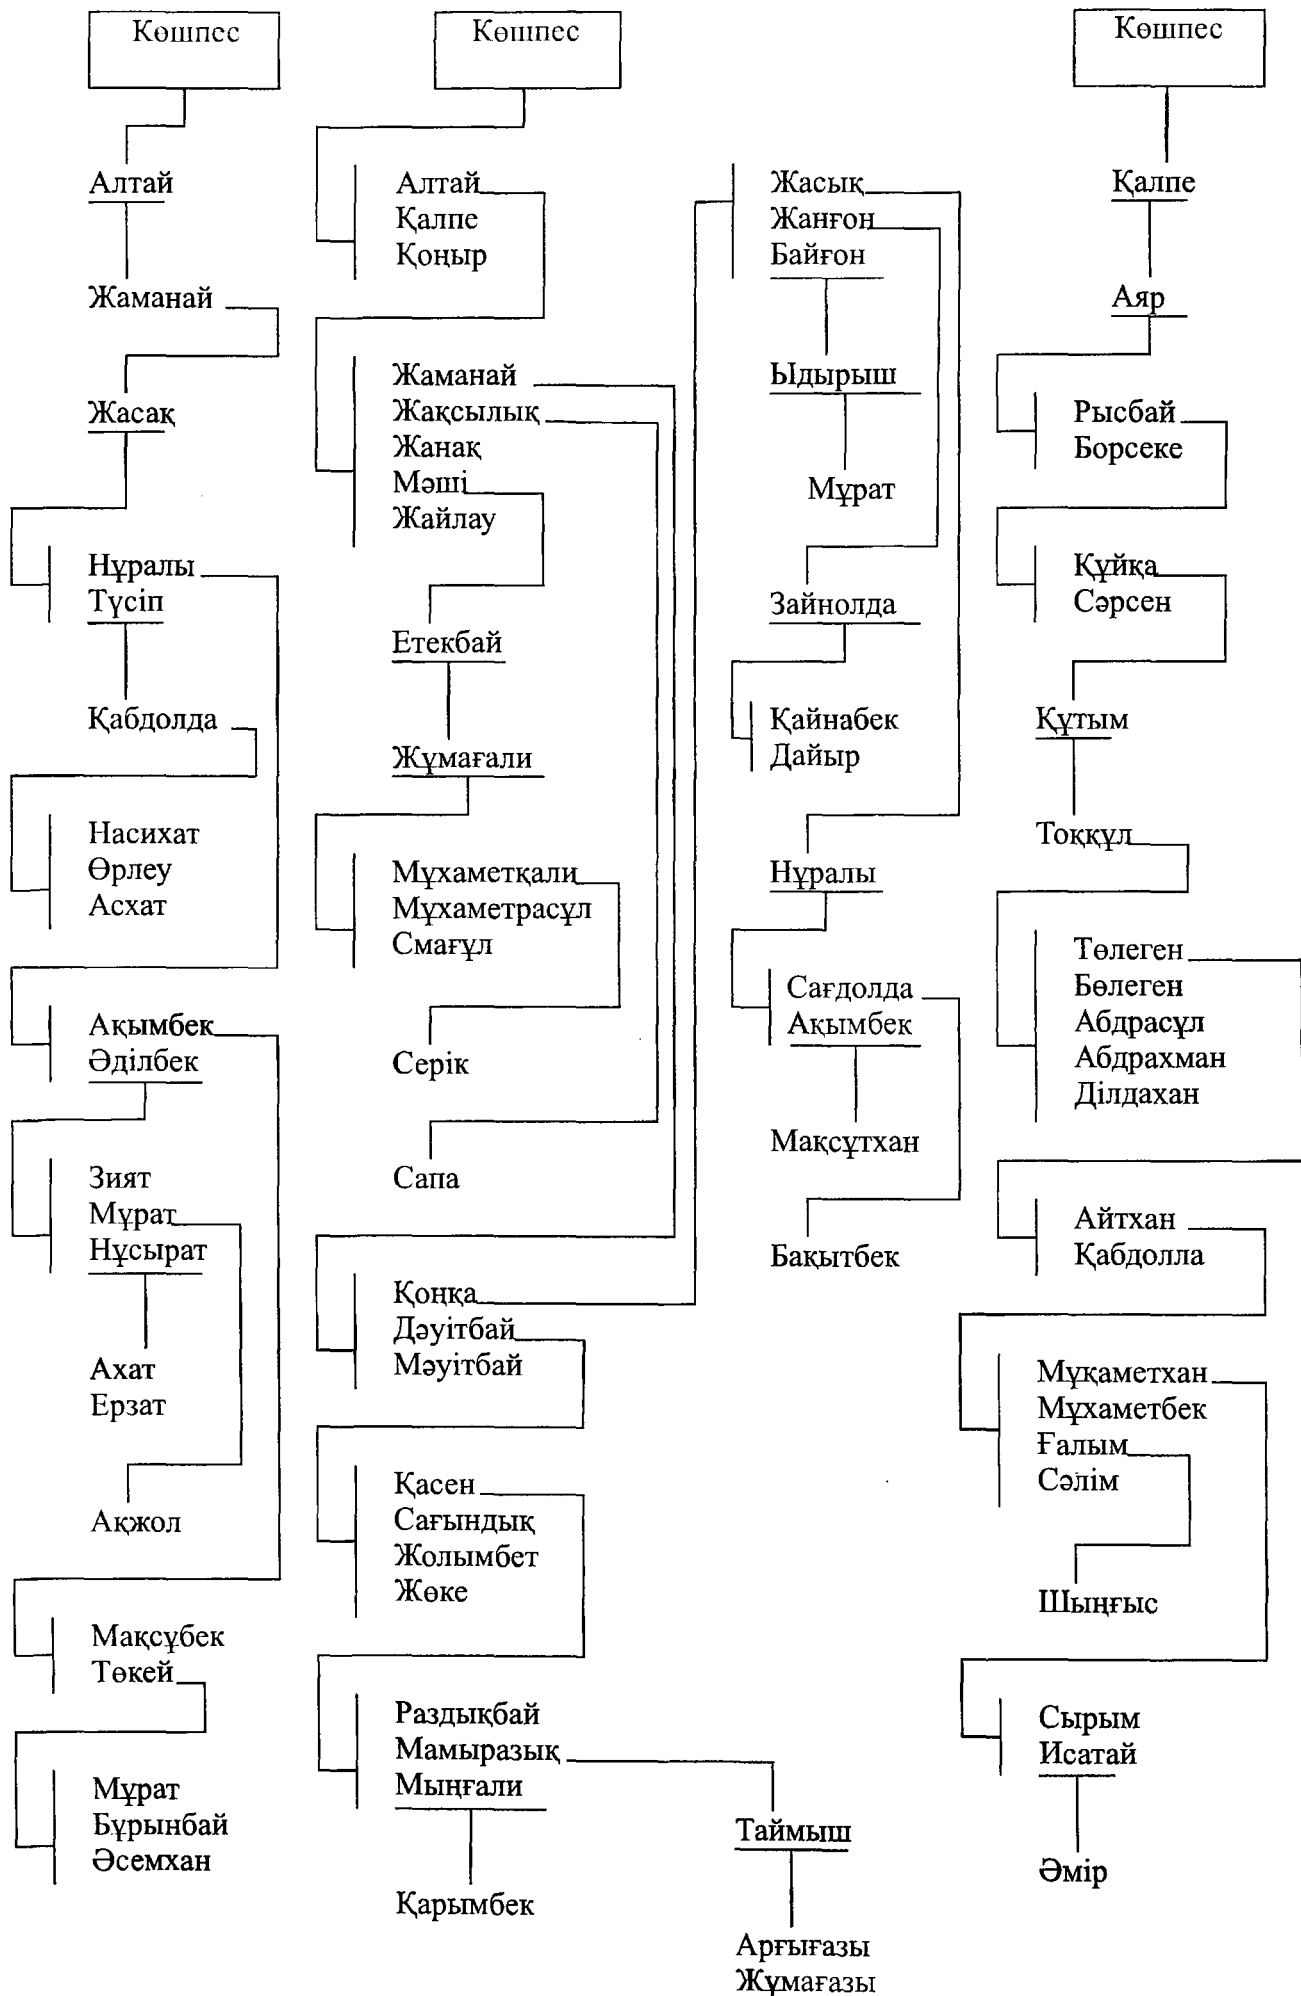 Көшпес
Алтай
Жаманай
Жасақ
Нұралы
Түсіп
Қабдолда
Насихат
Өрлеу
Асхат
Ақымбек
Әділбек
Зият
Мұрат
Нұсырат
Ахат
Ерзат
Ақжол
Мақсұбек
Төкей
Мұрат
Бұрынбай
Әсемхан
Көшпес
Алтай
Қалпе
Қоңыр
Жаманай
Жақсылық
Жанақ
Мәші
Жайлау
Етекбай
Жұмағали
Мұхаметқали
Мұхаметрасұл
Смағұл
Серік
Сапа
Қоңқа
Дәуітбай
Мәуітбай
Қасен
Сағындық
Жолымбет
Жөке
Раздықбай
Мамыразық
Мыңғали
Қарымбек
Таймыш
Арғығазы
Жұмағазы
Жасық
Жанғон
Байғон
Ыдырыш
Мұрат
Зайнолда
Қайнабек
Дайыр
Нұралы
Сағдолда
Ақымбек
Мақсұтхан
Бақытбек
Көшпес
Қалпе
Аяр
Рысбай
Борсеке
Құйқа
Сәрсен
Құтым
Тоққұл
Төлеген
Бөлеген
Абдрасұл
Абдрахман
Ділдахан
Айтхан
Қабдолла
Мұқаметхан
Мұхаметбек
Ғалым
Сәлім
Шыңғыс
Сырым
Исатай
Әмір